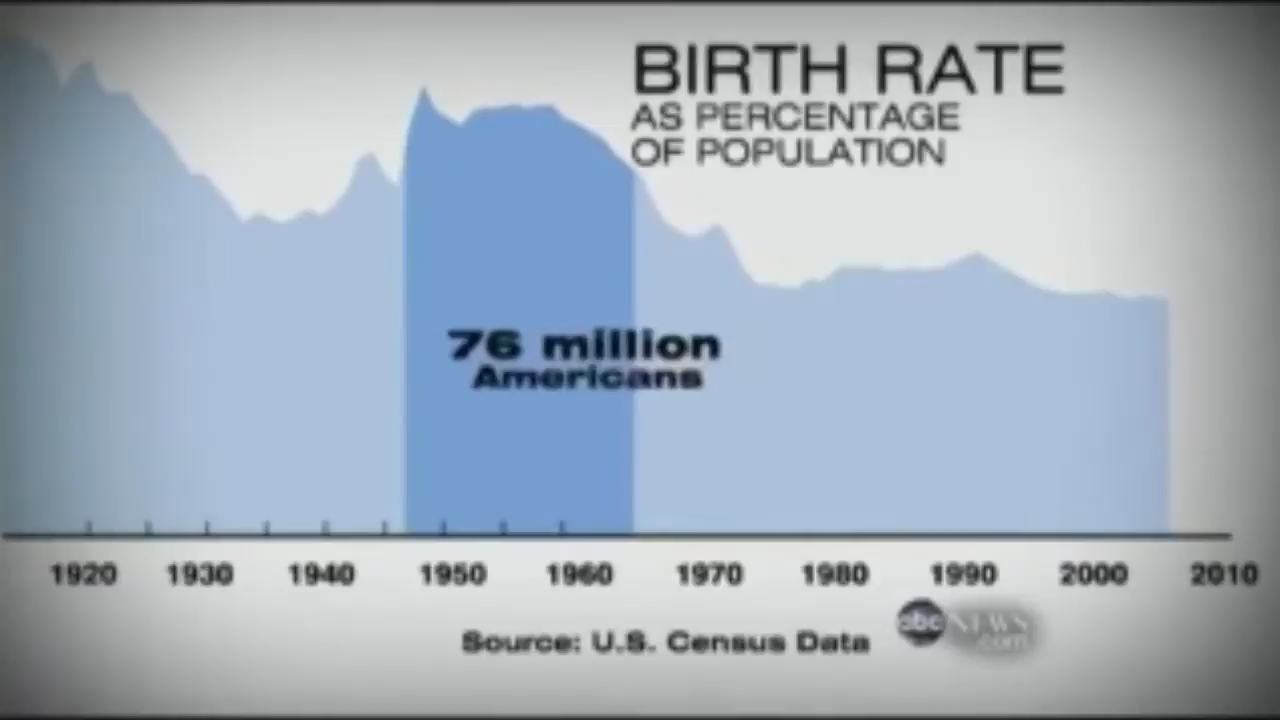 BIRTH RATE
AS PERCENTAGE
OF POPULATION
76 million
Americans
1920 1930 1940 1950 1960 1970 1980 1990 2000 2010
Source: U.S. Census Data
abc NEWS
.com